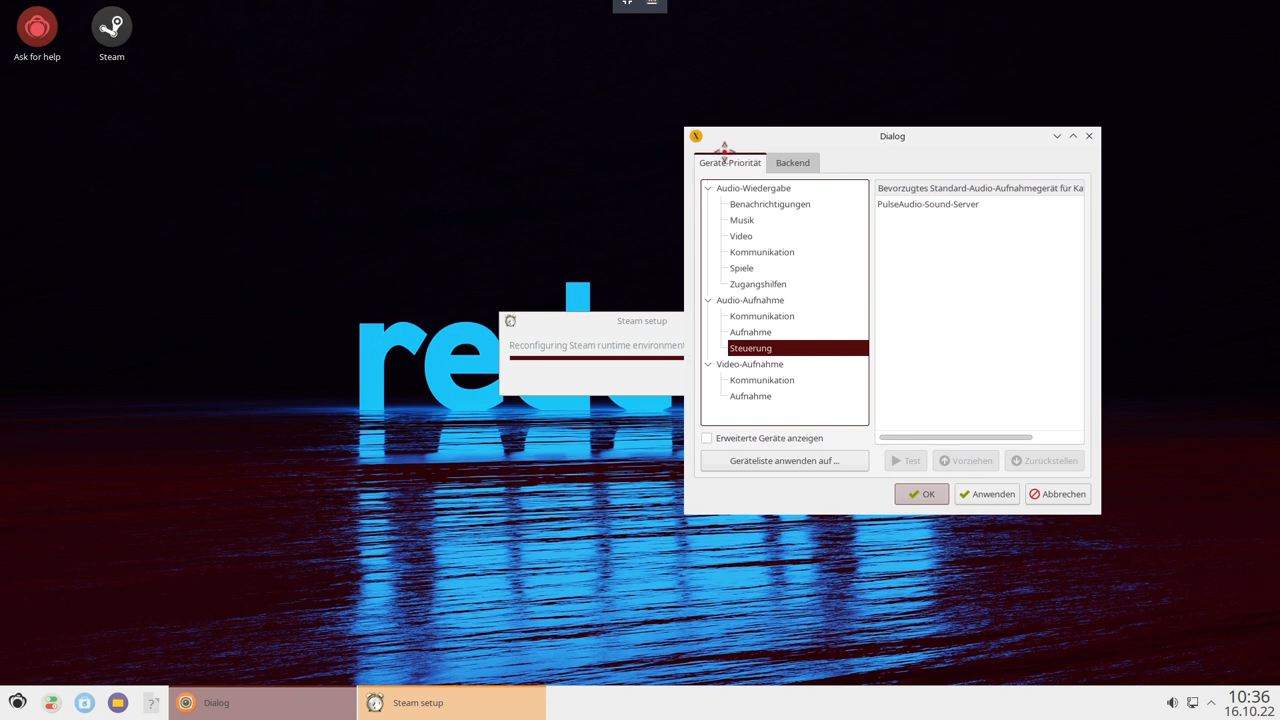 Ask for help
Steam
Dialog
Geräte-Priorität
Backend
Audio-Wiedergabe
Benachrichtigungen
Musik
Video
Kommunikation
Spiele
Zugangshilfen
Audio-Aufnahme
Kommunikation
Aufnahme
Steuerung
Video-Aufnahme
Kommunikation
Aufnahme
Bevorzugtes Standard-Audio-Aufnahmegerät für Ka
PulseAudio-Sound-Server
Erweiterte Geräte anzeigen
Geräteliste anwenden auf ...
Test
Vorziehen
Zurückstellen
OK
Anwenden
Abbrechen
Steam setup
Reconfiguring Steam runtime environment
Dialog
Steam setup
10:36
16.10.22